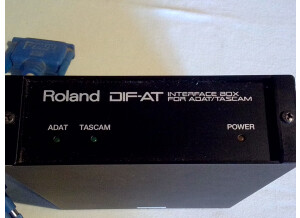 Roland DIF-AT INTERFACE BOX
FOR ADAT/TASCAM
ADAT TASCAM POWER